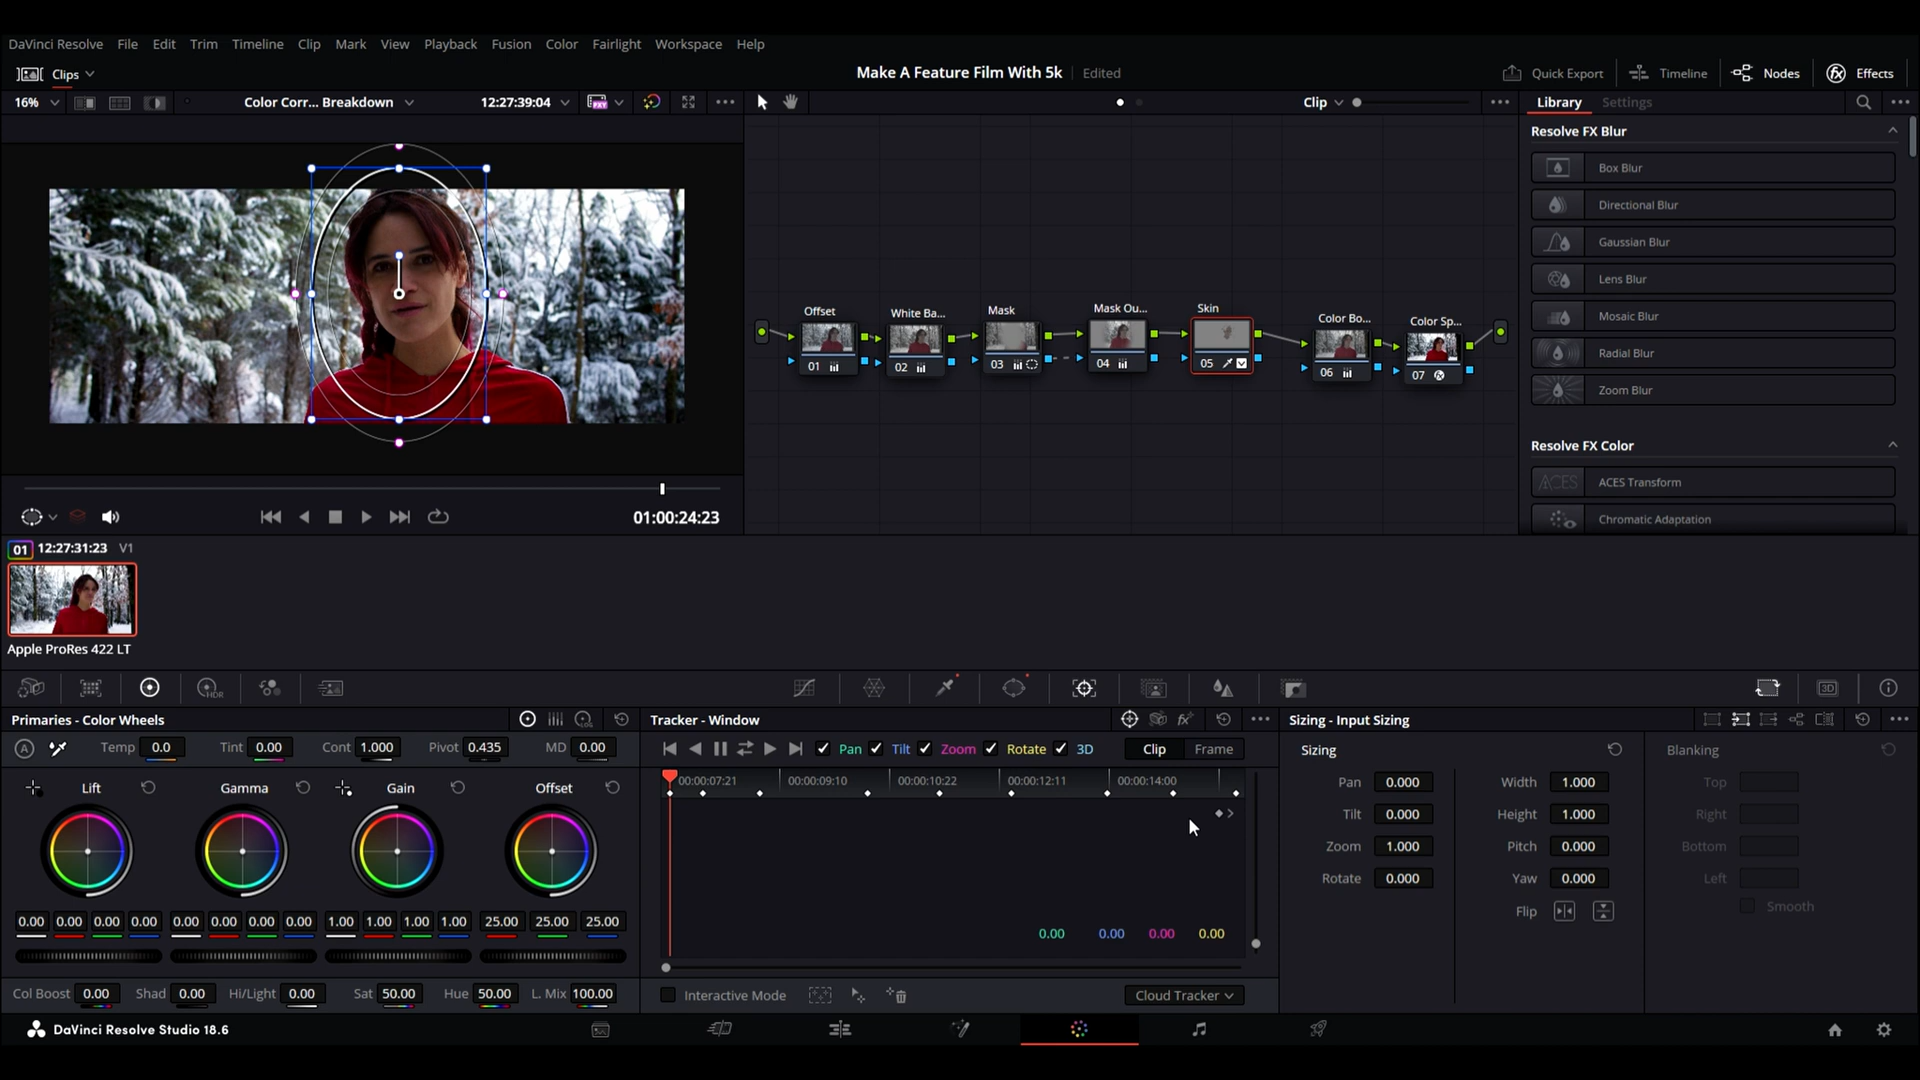 DaVinci Resolve File Edit Trim Timeline Clip Mark View Playback Fusion Color Fairlight Workspace Help
Clips
Make A Feature Film With 5k Edited
Quick Export Timeline Nodes Effects
16% Color Corr... Breakdown 12:27:39:04 PXY
Clip
Library Settings
Resolve FX Blur
Box Blur
Directional Blur
Gaussian Blur
Lens Blur
Mosaic Blur
Radial Blur
Zoom Blur
Resolve FX Color
ACES ACES Transform
Chromatic Adaptation
Offset White Ba... Mask Mask Ou... Skin Color Bo... Color Sp...
01 02 03 04 05 06 07
01:00:24:23
01 12:27:31:23 V1
Apple ProRes 422 LT
HDR
3D
Primaries - Color Wheels
A Temp 0.0 Tint 0.00 Cont 1.000 Pivot 0.435 MD 0.00
Lift Gamma Gain Offset
0.00 0.00 0.00 0.00 0.00 0.00 0.00 0.00 1.00 1.00 1.00 1.00 25.00 25.00 25.00
Col Boost 0.00 Shad 0.00 Hi/Light 0.00 Sat 50.00 Hue 50.00 L. Mix 100.00
Tracker - Window
Pan Tilt Zoom Rotate 3D Clip Frame
00:00:07:21 00:00:09:10 00:00:10:22 00:00:12:11 00:00:14:00
0.00 0.00 0.00 0.00
Interactive Mode Cloud Tracker
Sizing - Input Sizing
Sizing
Pan 0.000 Width 1.000
Tilt 0.000 Height 1.000
Zoom 1.000 Pitch 0.000
Rotate 0.000 Yaw 0.000
Flip
Blanking
Top
Right
Bottom
Left
Smooth
DaVinci Resolve Studio 18.6